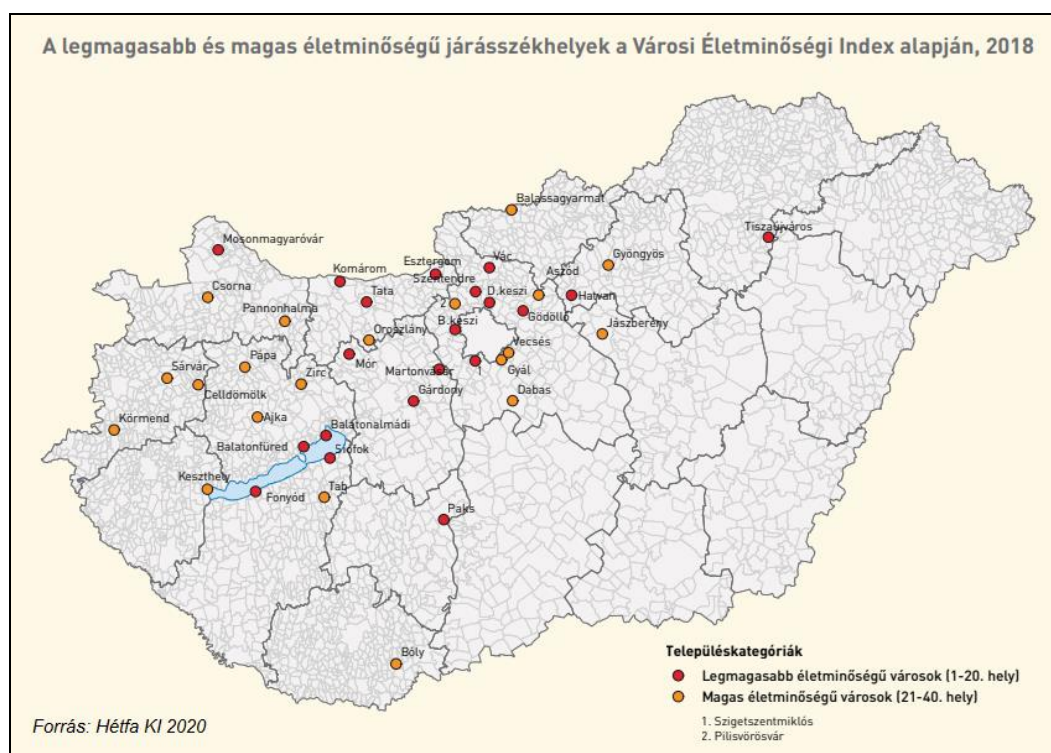 A legmagasabb és magas életminőségű járásszékhelyek a Városi Életminőségi Index alapján, 2018
Balassagyarmat
Mosonmagyaróvár
Tiszaújváros
Esztergom
Vác
Gyöngyös
Komárom
Szentendre
Aszód
Csorna
Tata
2
D.keszi
Hatvan
Pannonhalma
B.keszi
Gödöllő
Oroszlány
Jászberény
Pápa
Mór
Vecsés
Sárvár
Zirc
Martonvásár
Gyál
Celldömölk
Gárdony
Dabas
Körmend
Ajka
Balatonalmádi
Balatonfüred
Siófok
Keszthely
Fonyód
Tab
Paks
Bóly
Településkategóriák
Legmagasabb életminőségű városok (1-20. hely)
Magas életminőségű városok (21-40. hely)
1. Szigetszentmiklós
2. Pilisvörösvár
Forrás: Hétfa KI 2020